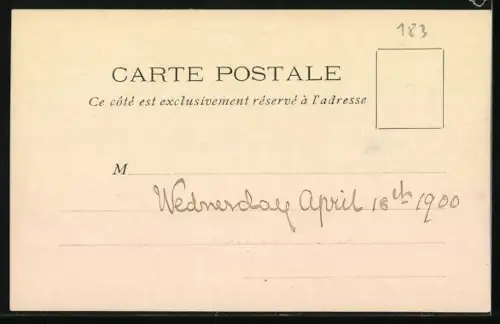 183
CARTE POSTALE
Ce côté est exclusivement réservé à l'adresse
M
Wednesday April 18th 1900